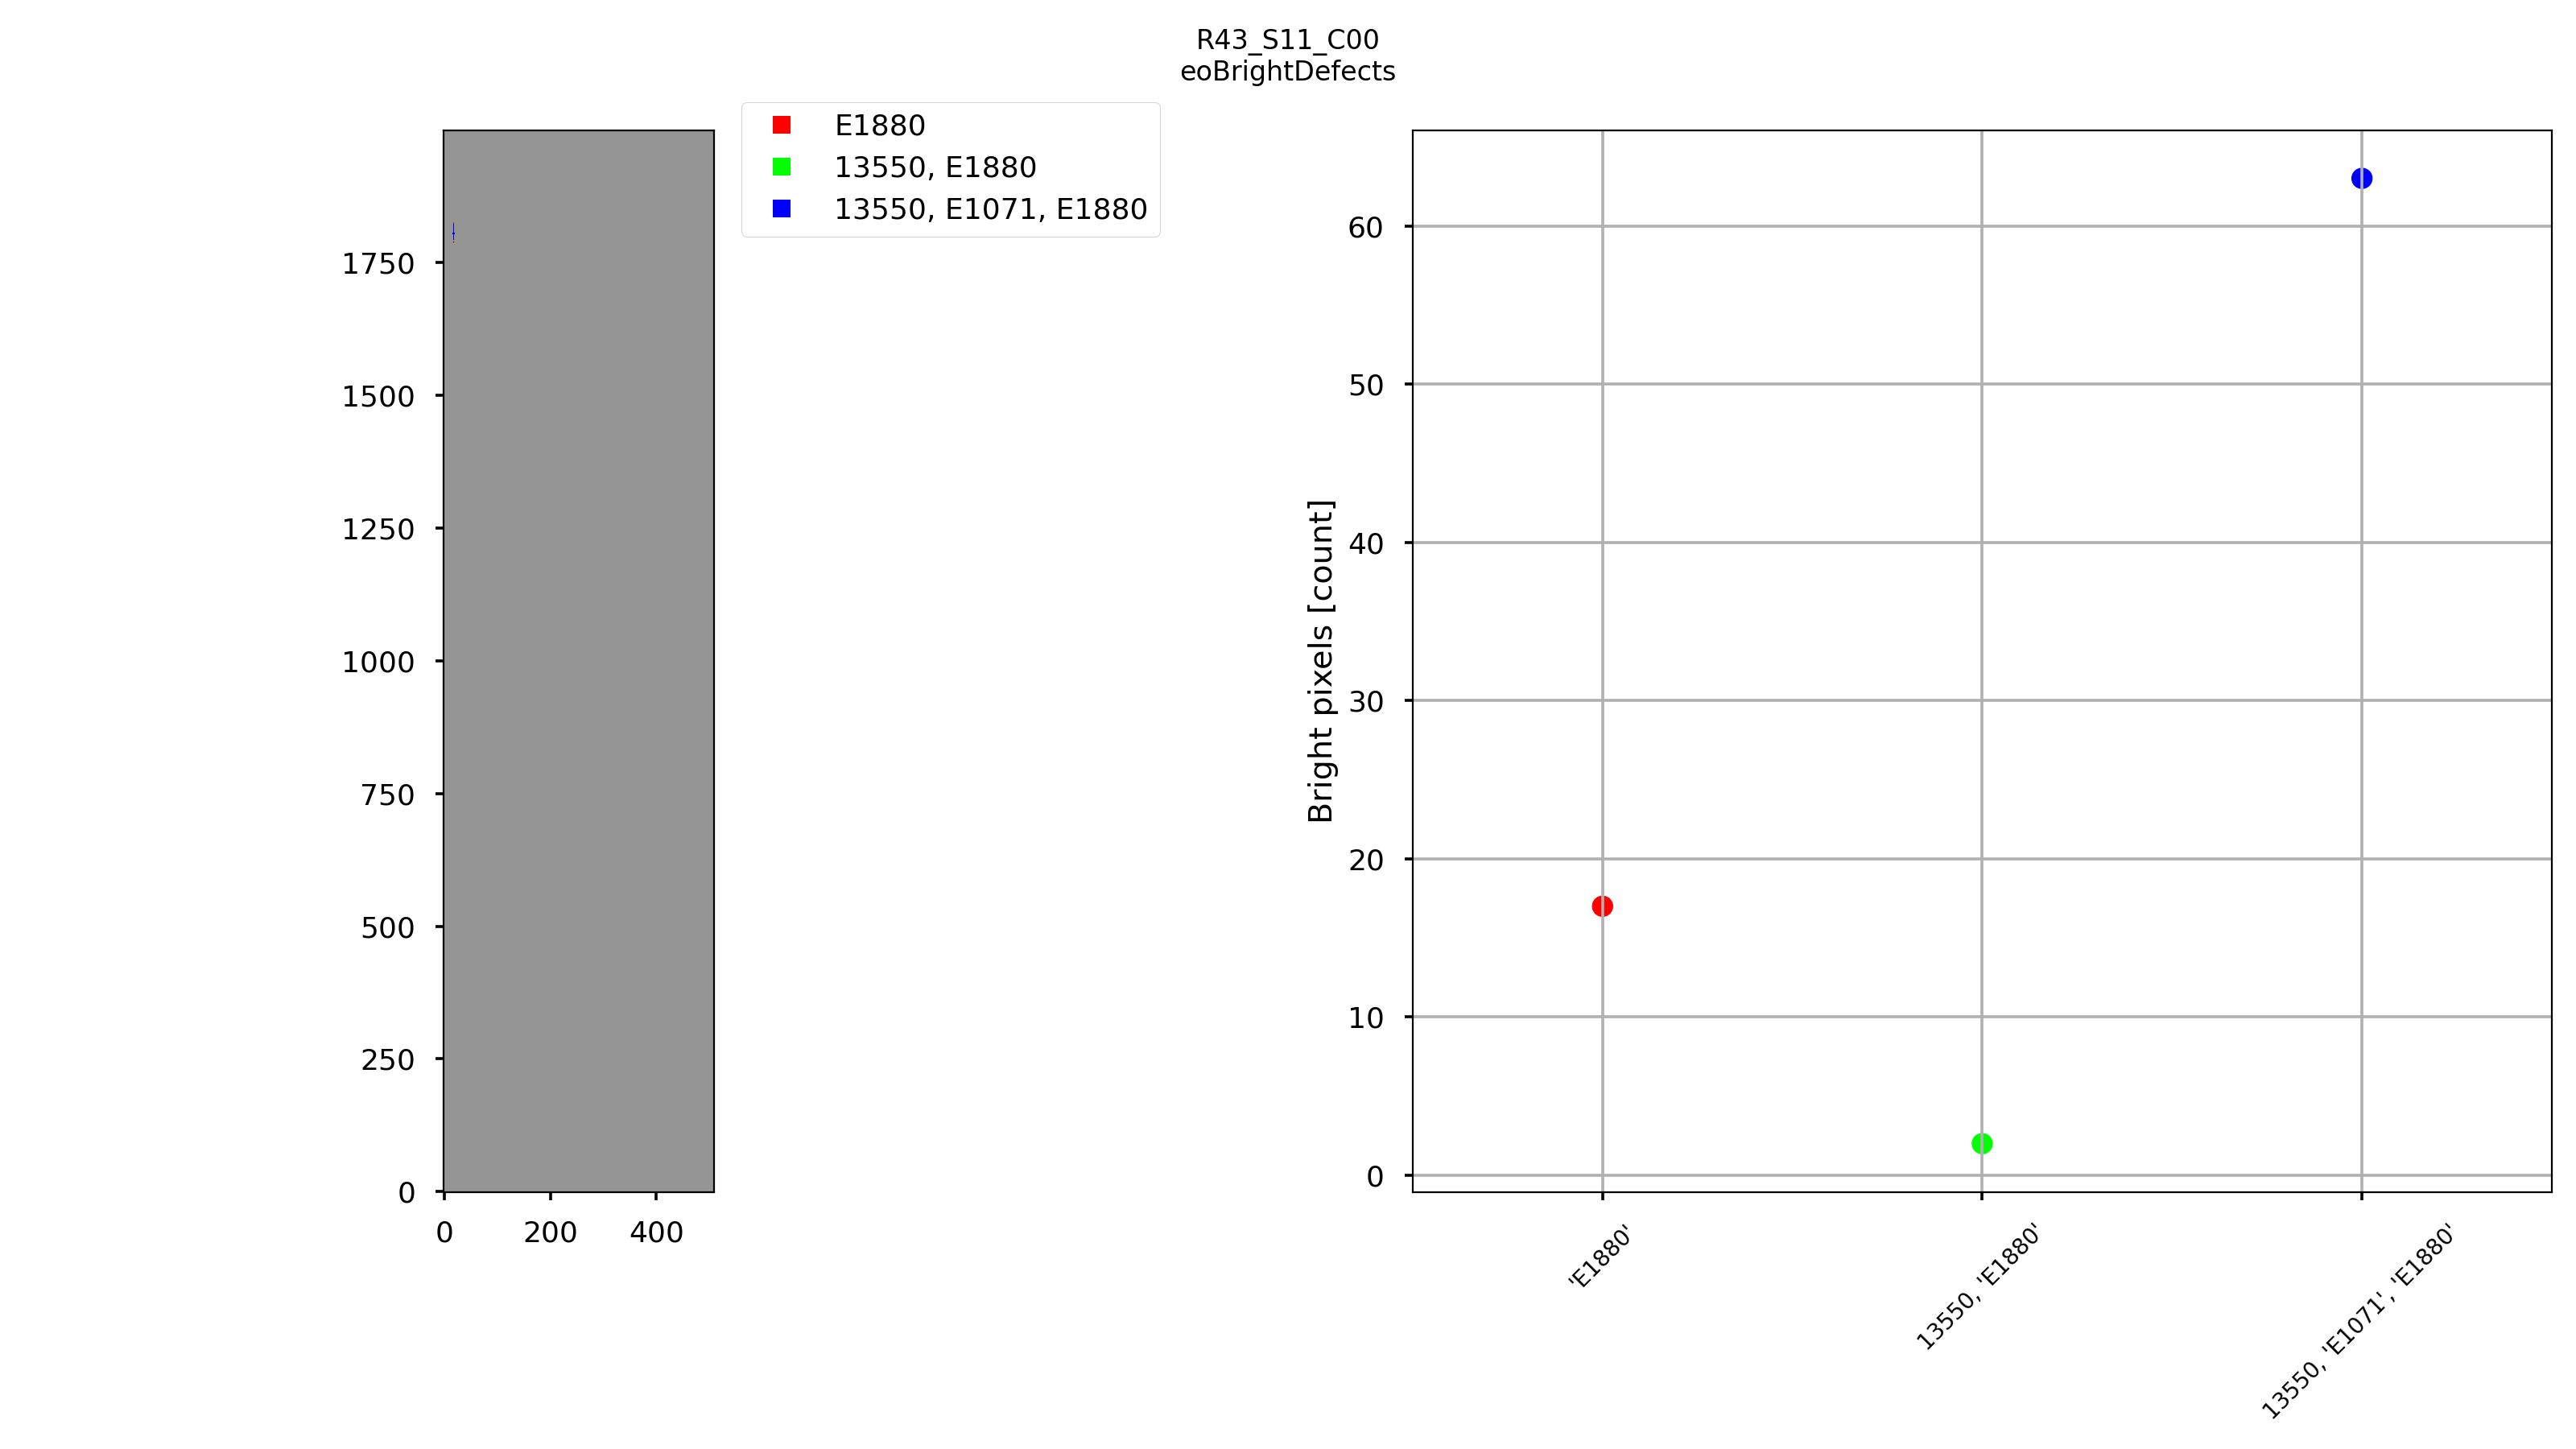 R43_S11_C00
eoBrightDefects
E1880
13550, E1880
13550, E1071, E1880
1750
1500
1250
1000
750
500
250
0
0 200 400
Bright pixels [count]
60
50
40
30
20
10
0
'E1880'
13550, 'E1880'
13550, 'E1071', 'E1880'